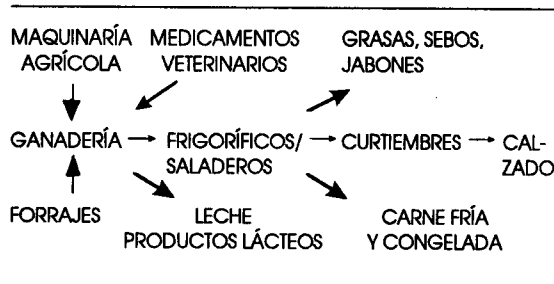 MAQUINARÍA MEDICAMENTOS GRASAS, SEBOS,
AGRÍCOLA VETERINARIOS JABONES
GANADERÍA FRIGORÍFICOS/ CURTIEMBRES CAL-
SALADEROS ZADO
FORRAJES LECHE CARNE FRÍA
PRODUCTOS LÁCTEOS Y CONGELADA